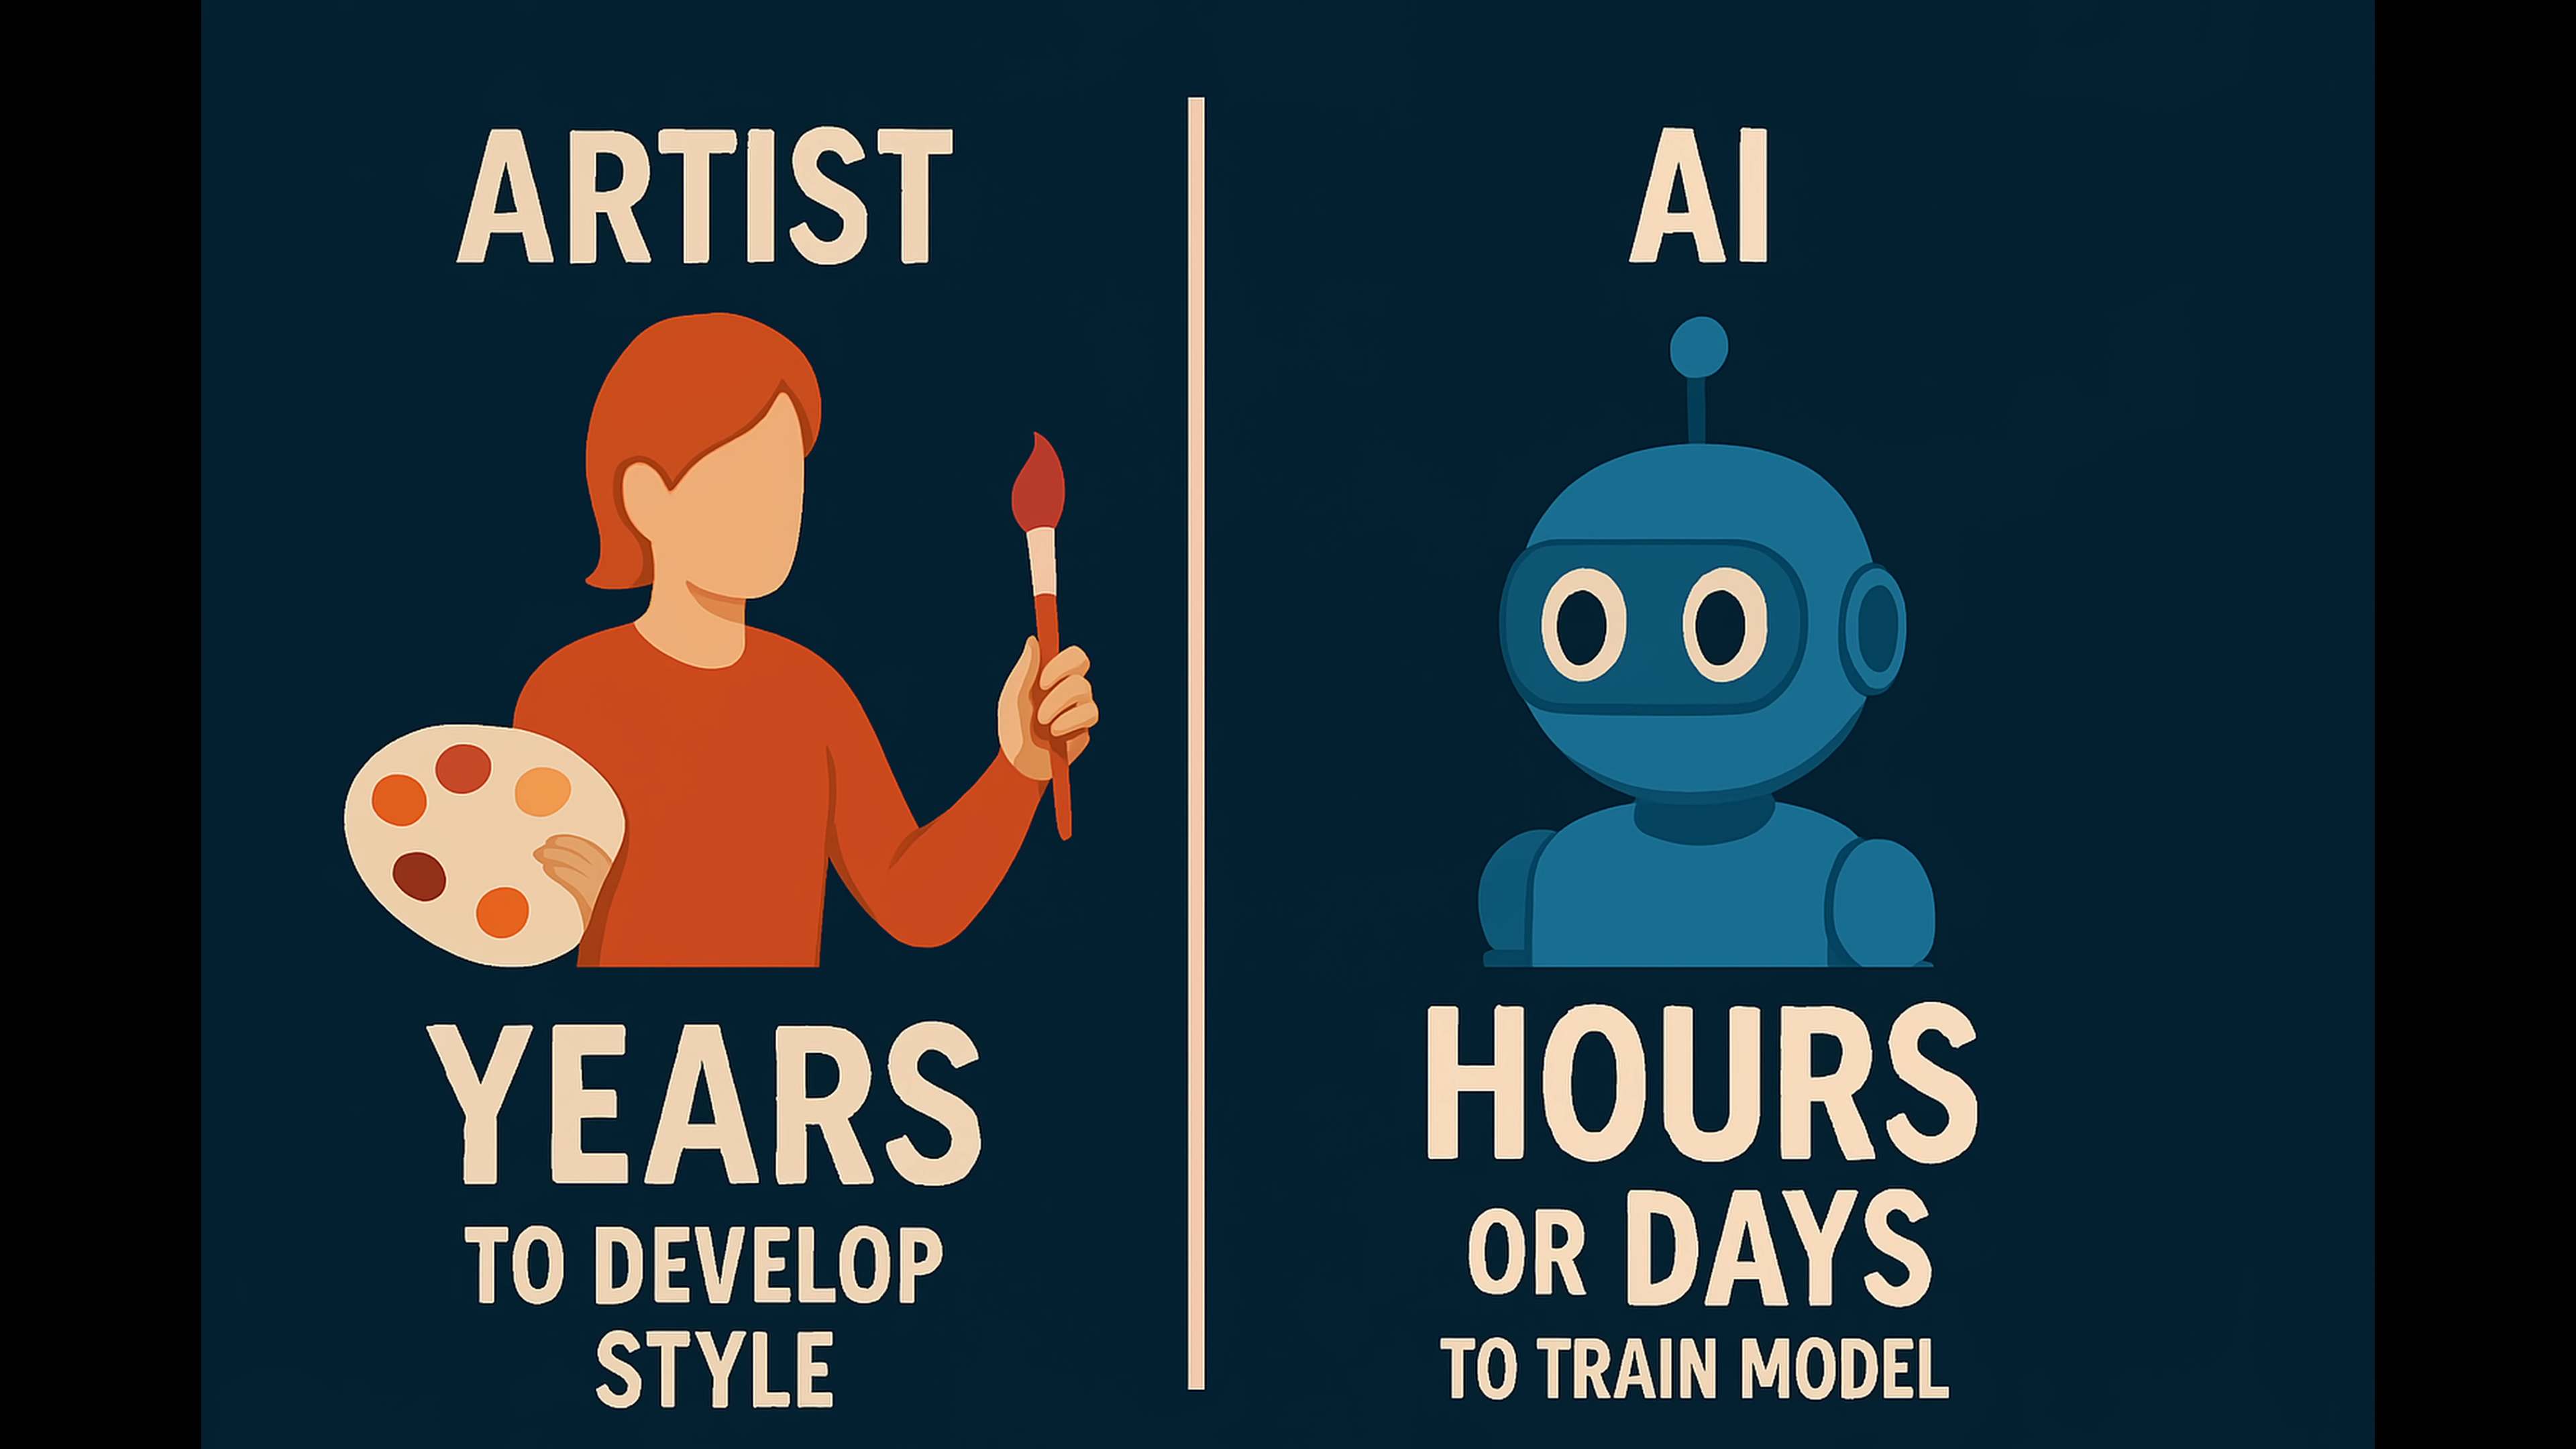 ARTIST
YEARS
TO DEVELOP
STYLE
AI
HOURS
OR DAYS
TO TRAIN MODEL